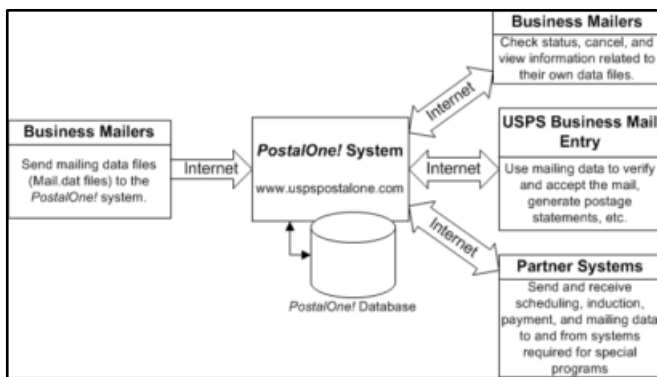 Business Mailers
Send mailing data files
(Mail.dat files) to the
PostalOne! system.
Internet
PostalOne! System
www.uspspostalone.com
PostalOne! Database
Internet
Business Mailers
Check status, cancel, and
view information related to
their own data files.
Internet
USPS Business Mail
Entry
Use mailing data to verify
and accept the mail,
generate postage
statements, etc.
Internet
Partner Systems
Send and receive
scheduling, induction,
payment, and mailing data
to and from systems
required for special
programs